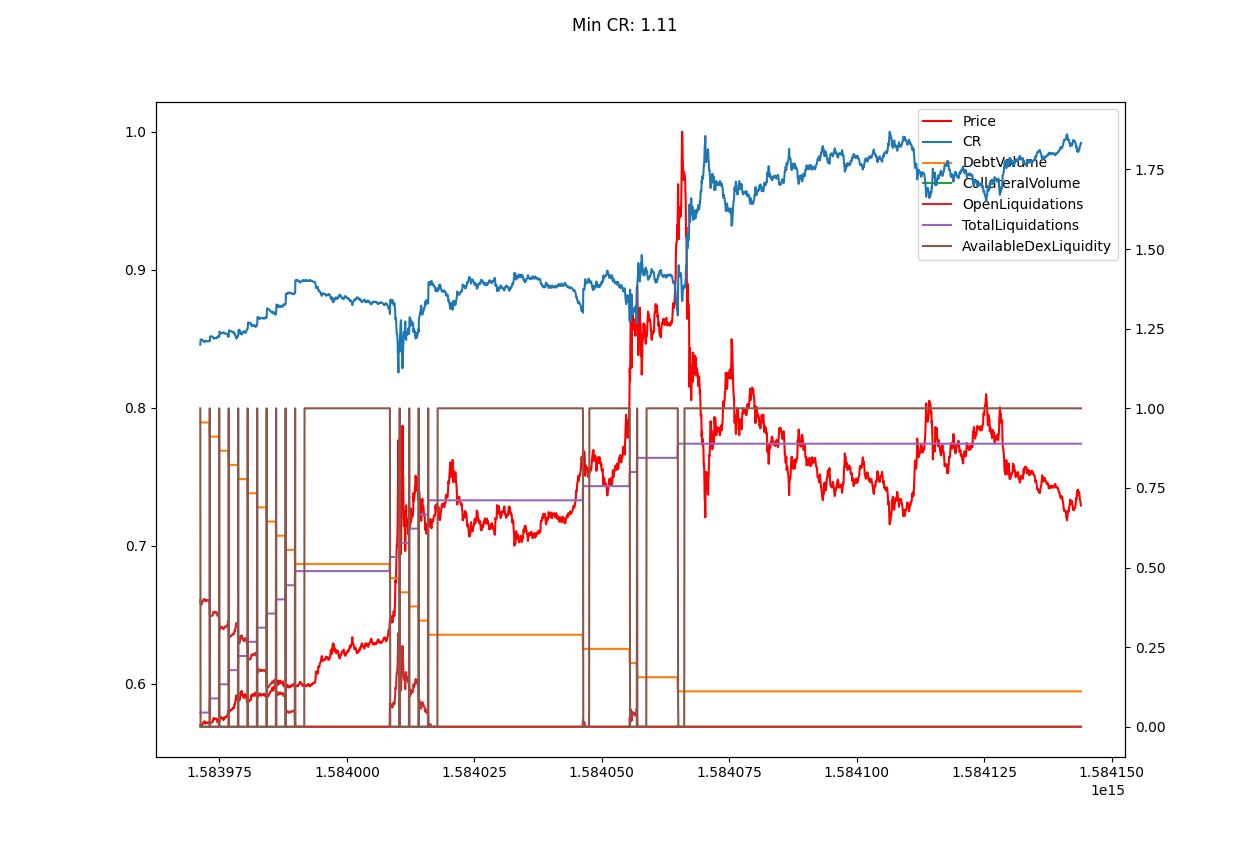 Min CR: 1.11
1.0
0.9
0.8
0.7
0.6
Price
CR
DebtVolume
CollateralVolume
OpenLiquidations
TotalLiquidations
AvailableDexLiquidity
1.75
1.50
1.25
1.00
0.75
0.50
0.25
0.00
1.583975 1.584000 1.584025 1.584050 1.584075 1.584100 1.584125 1.584150
1e15